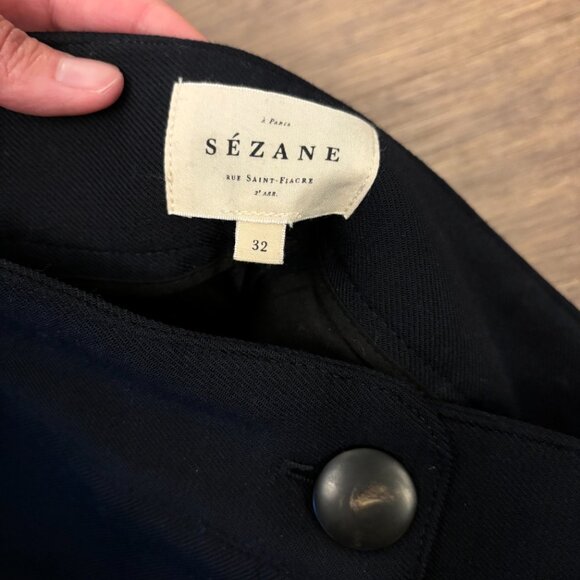 À PARIS
SÉZANE
RUE SAINT-FIACRE
2ᵉ ARR.
32